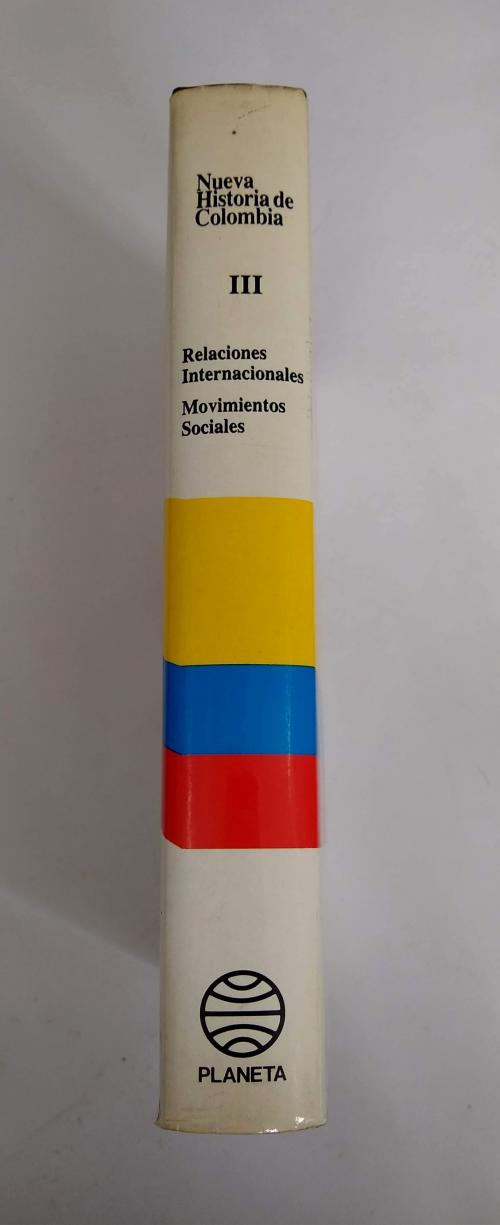 Nueva
Historia de
Colombia
III
Relaciones
Internacionales
Movimientos
Sociales
PLANETA